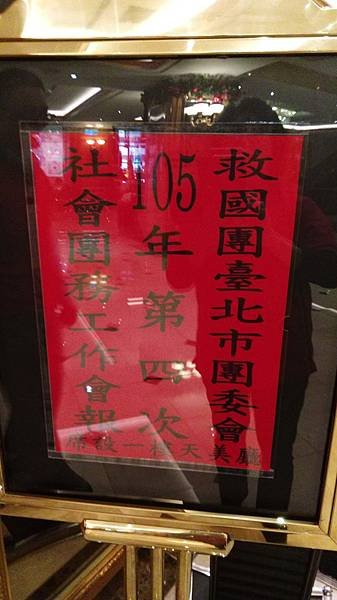 救國團臺北市團委會
105年第四次
社會團務工作會報
席設一樓天美廳